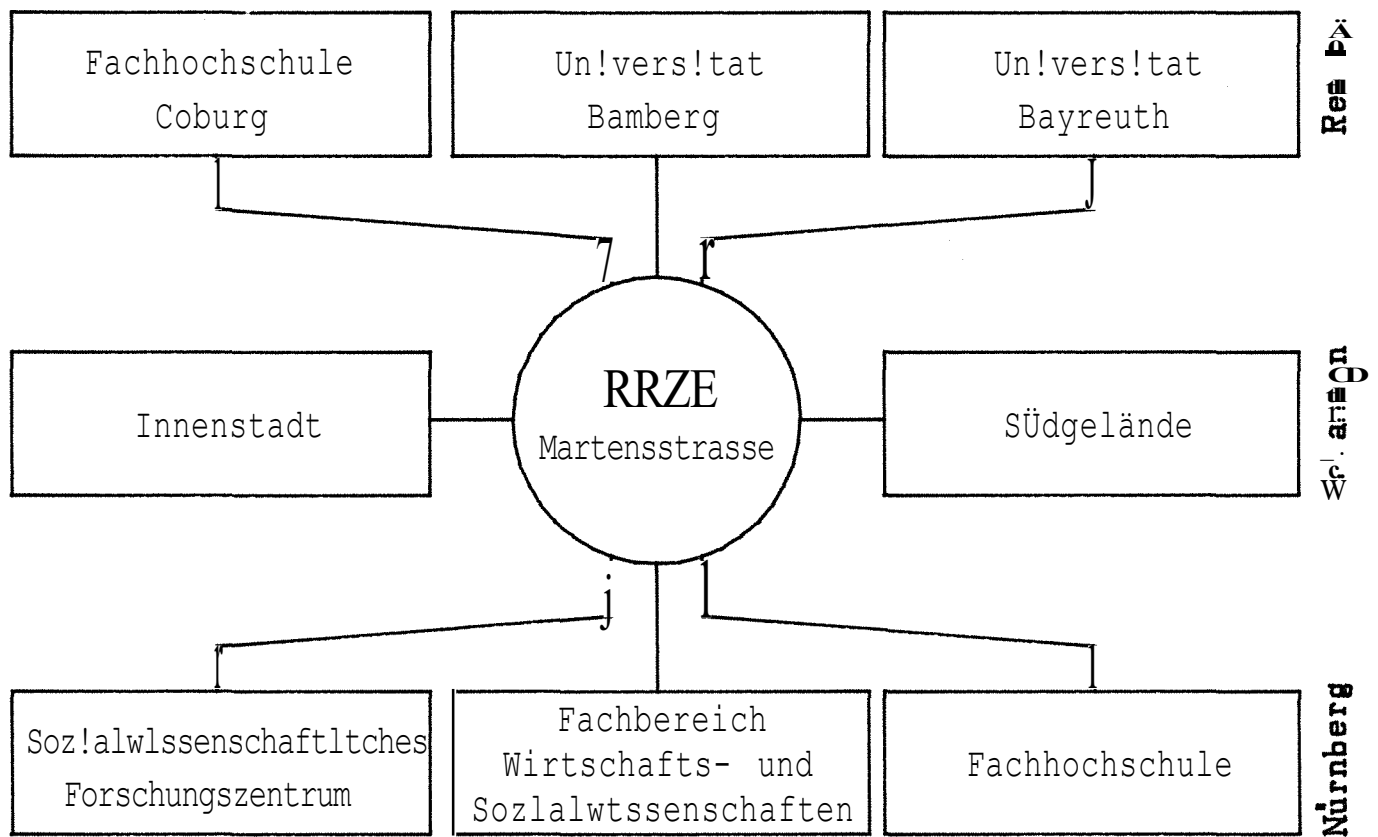 Fachhochschule
Coburg
Un!vers!tat
Bamberg
Un!vers!tat
Bayreuth
Innenstadt
RRZE
Martensstrasse
SÜdgelände
Soz!alwlssenschaftltches
Forschungszentrum
Fachbereich
Wirtschafts- und
Sozlalwtssenschaften
Fachhochschule
Nürnberg